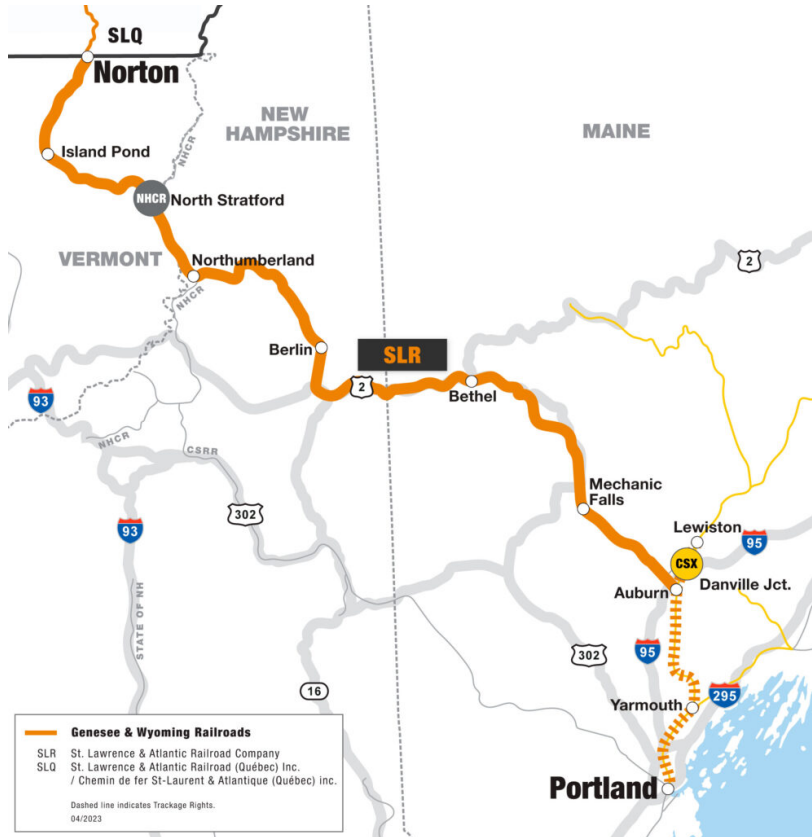 SLQ
Norton
NEW
HAMPSHIRE
MAINE
NHCR
Island Pond
NHCR
North Stratford
VERMONT
Northumberland
2
NHCR
Berlin
SLR
2
Bethel
93
NHCR
CSRR
Mechanic
Falls
302
93
Lewiston
95
CSX
Auburn
Danville Jct.
STATE OF NH
95
302
16
295
Yarmouth
Portland
Genesee & Wyoming Railroads
SLR St. Lawrence & Atlantic Railroad Company
SLQ St. Lawrence & Atlantic Railroad (Québec) Inc.
/ Chemin de fer St-Laurent & Atlantique (Québec) inc.
Dashed line indicates Trackage Rights.
04/2023